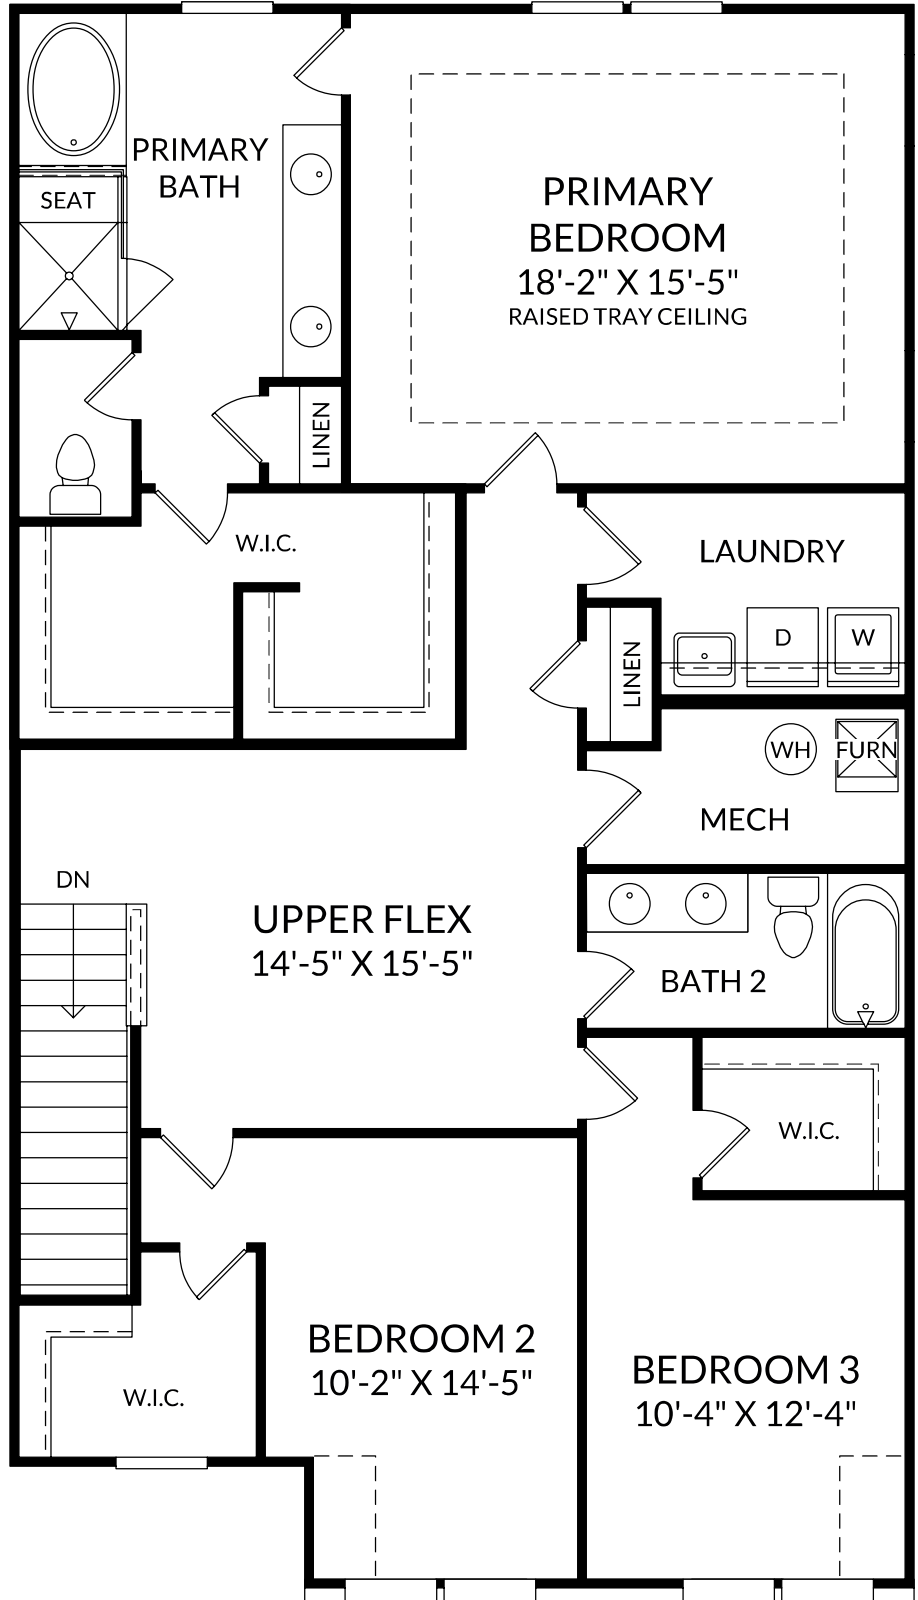 PRIMARY
BATH
SEAT
PRIMARY
BEDROOM
18'-2" X 15'-5"
RAISED TRAY CEILING
LINEN
W.I.C.
LAUNDRY
D
W
LINEN
WH
FURN
MECH
DN
UPPER FLEX
14'-5" X 15'-5"
BATH 2
W.I.C.
BEDROOM 2
10'-2" X 14'-5"
BEDROOM 3
10'-4" X 12'-4"
W.I.C.